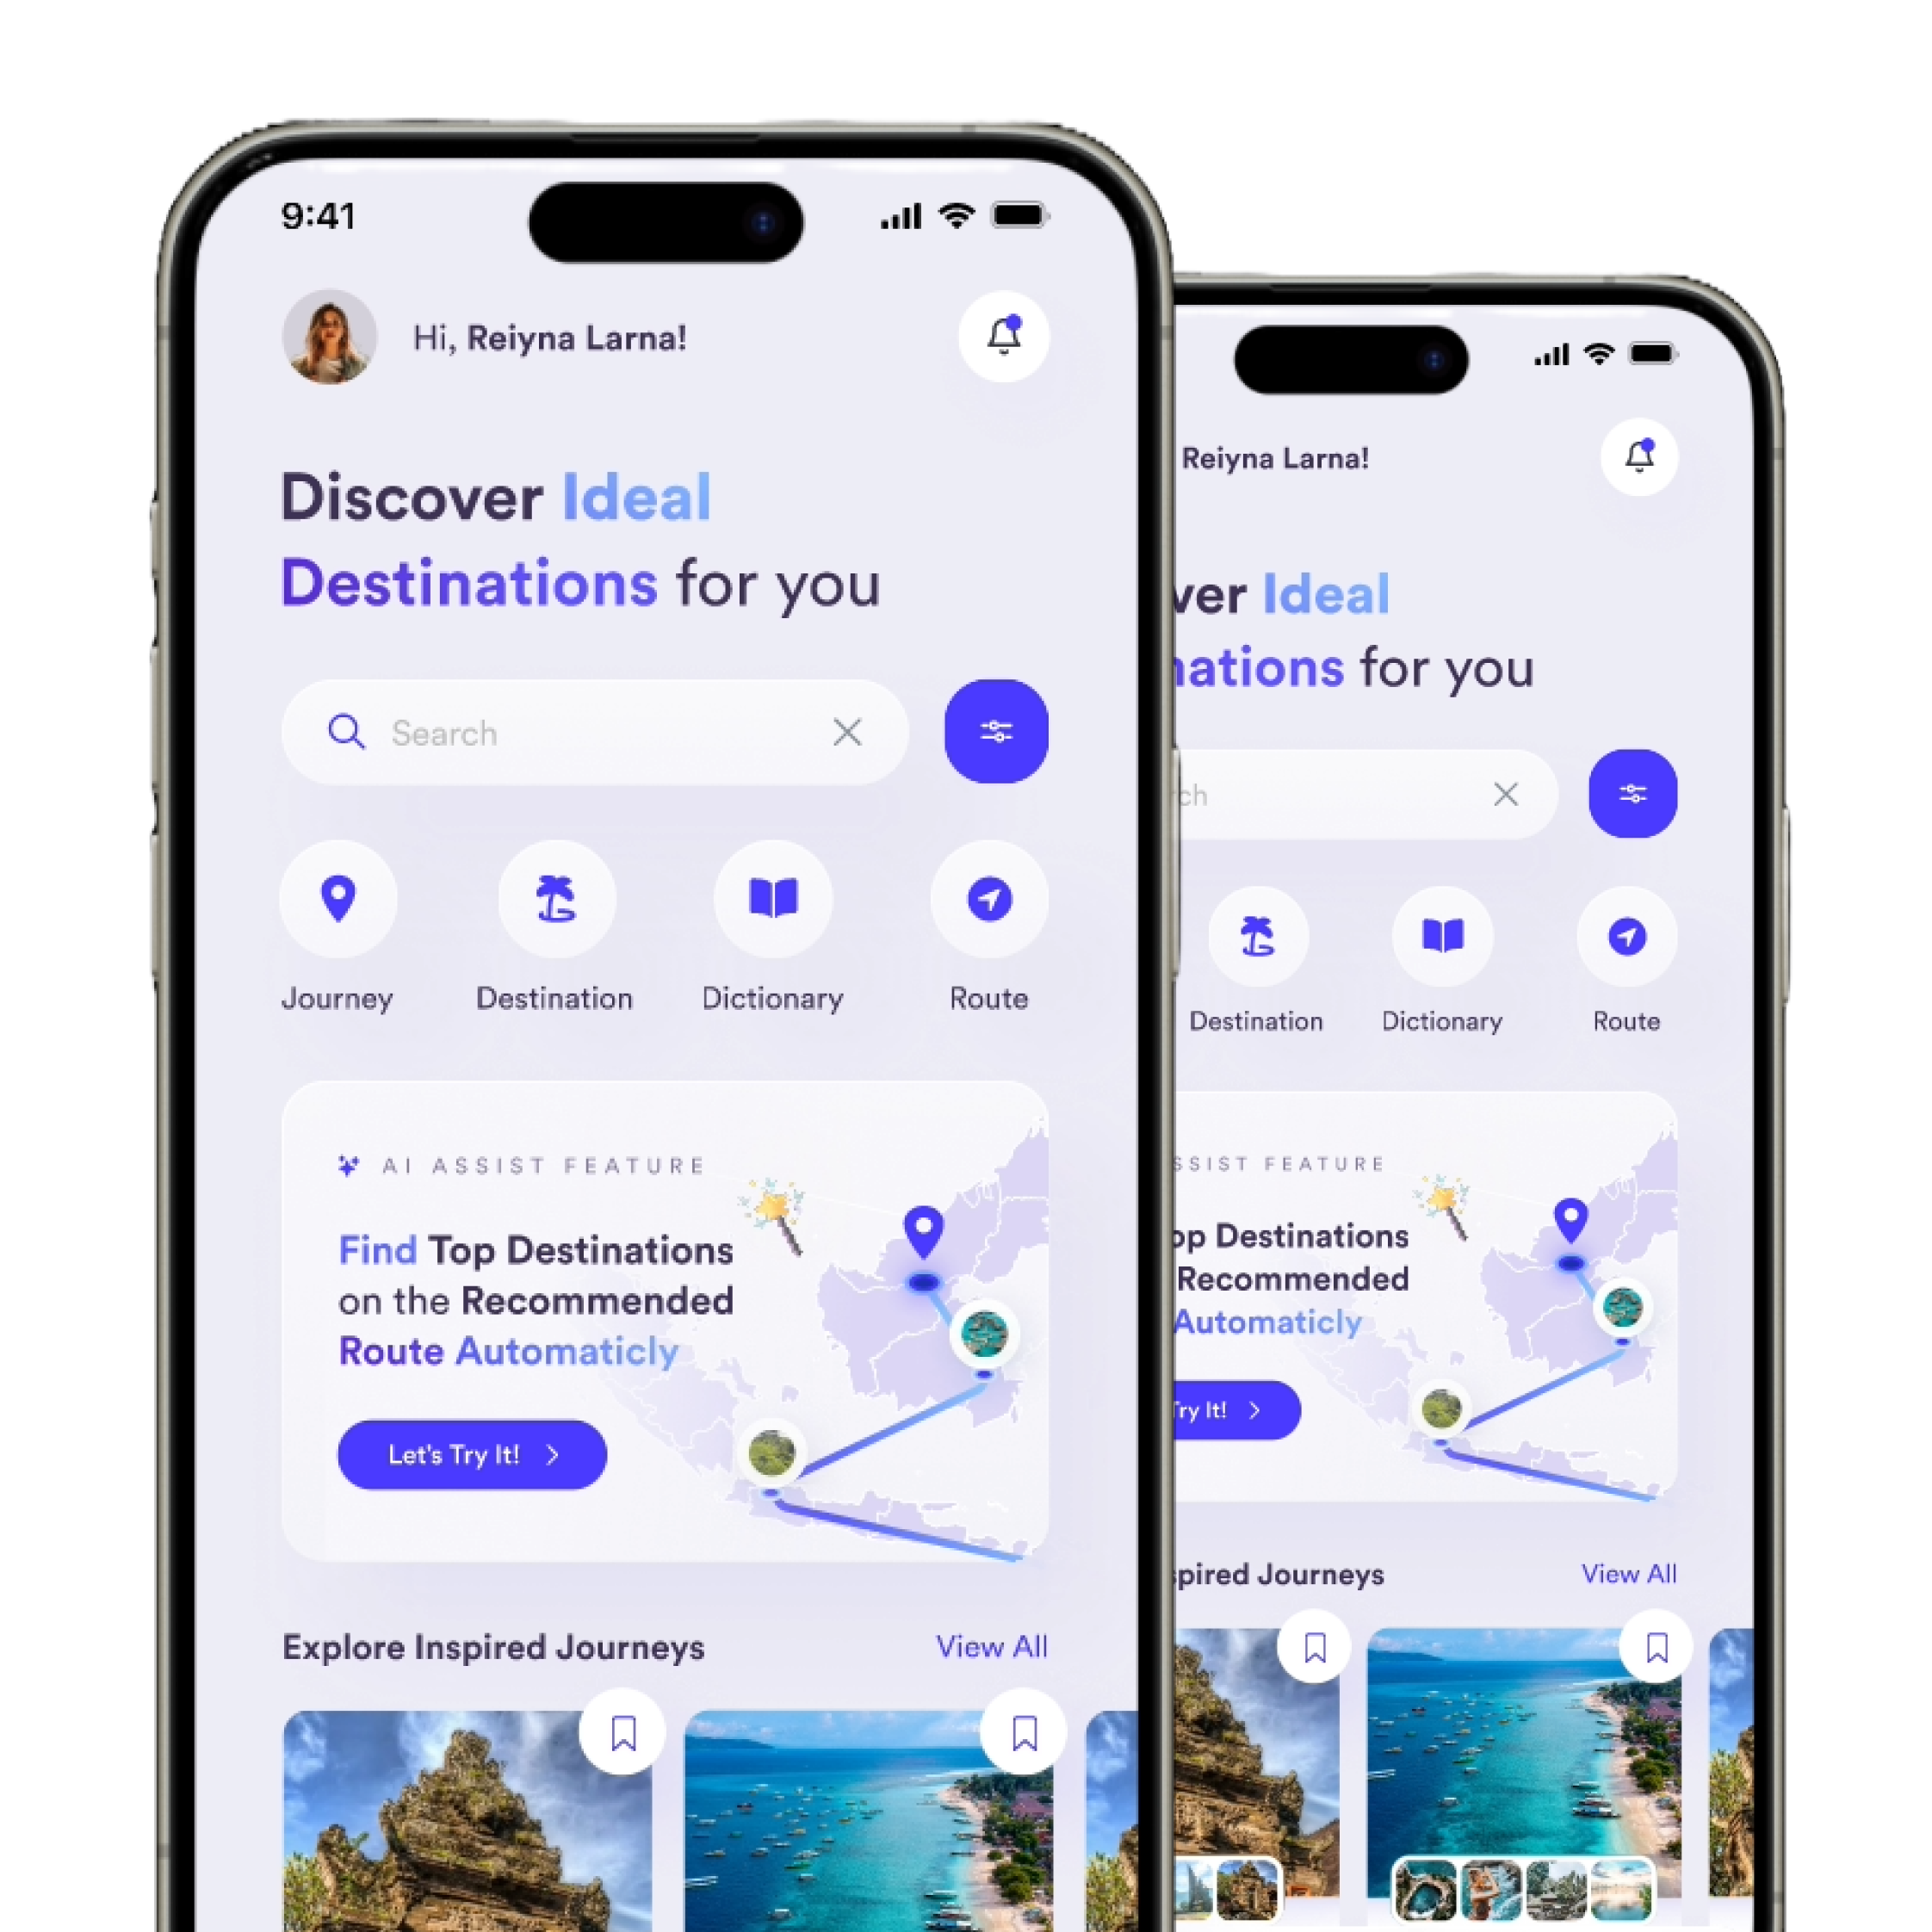 9:41
Hi, Reiyna Larna!
Discover Ideal
Destinations for you
Search
Journey
Destination
Dictionary
Route
AI ASSIST FEATURE
Find Top Destinations
on the Recommended
Route Automaticly
Let's Try It!
Explore Inspired Journeys
View All
Reiyna Larna!
ver Ideal
nations for you
ch
Destination
Dictionary
Route
SSIST FEATURE
op Destinations
Recommended
Automaticly
Try It!
spired Journeys
View All